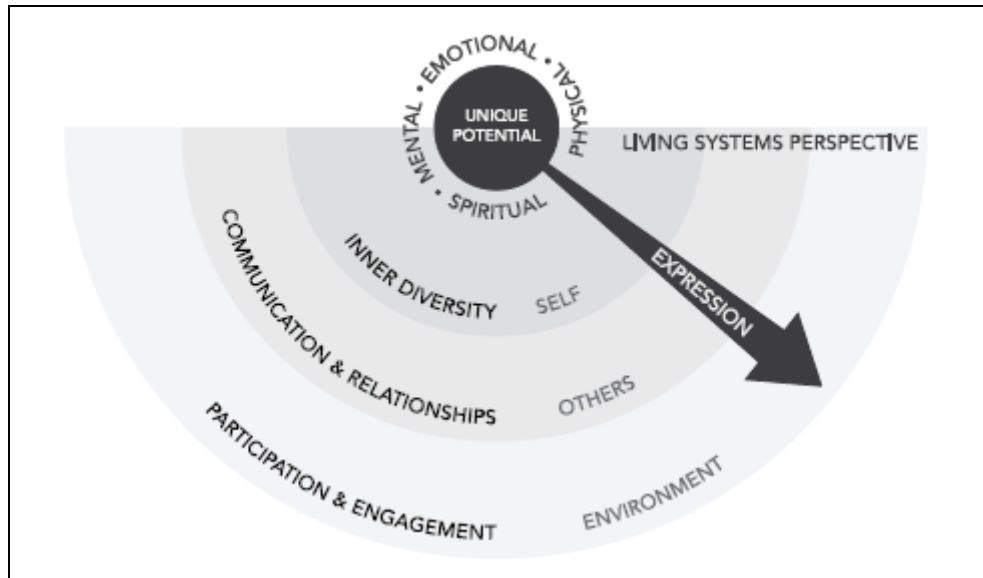 MENTAL • EMOTIONAL • PHYSICAL
• SPIRITUAL
UNIQUE
POTENTIAL
LIVING SYSTEMS PERSPECTIVE
EXPRESSION
INNER DIVERSITY
SELF
COMMUNICATION & RELATIONSHIPS
OTHERS
PARTICIPATION & ENGAGEMENT
ENVIRONMENT